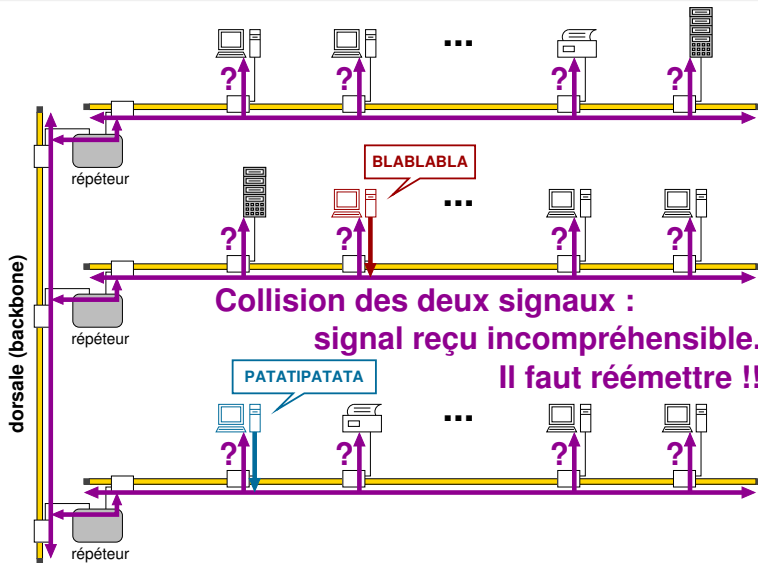 ...
? ? ? ?
répéteur
BLABLABLA
...
? ? ? ?
dorsale (backbone)
Collision des deux signaux :
répéteur
signal reçu incompréhensible.
Il faut réémettre !!
PATATIPATATA
...
? ? ? ?
répéteur